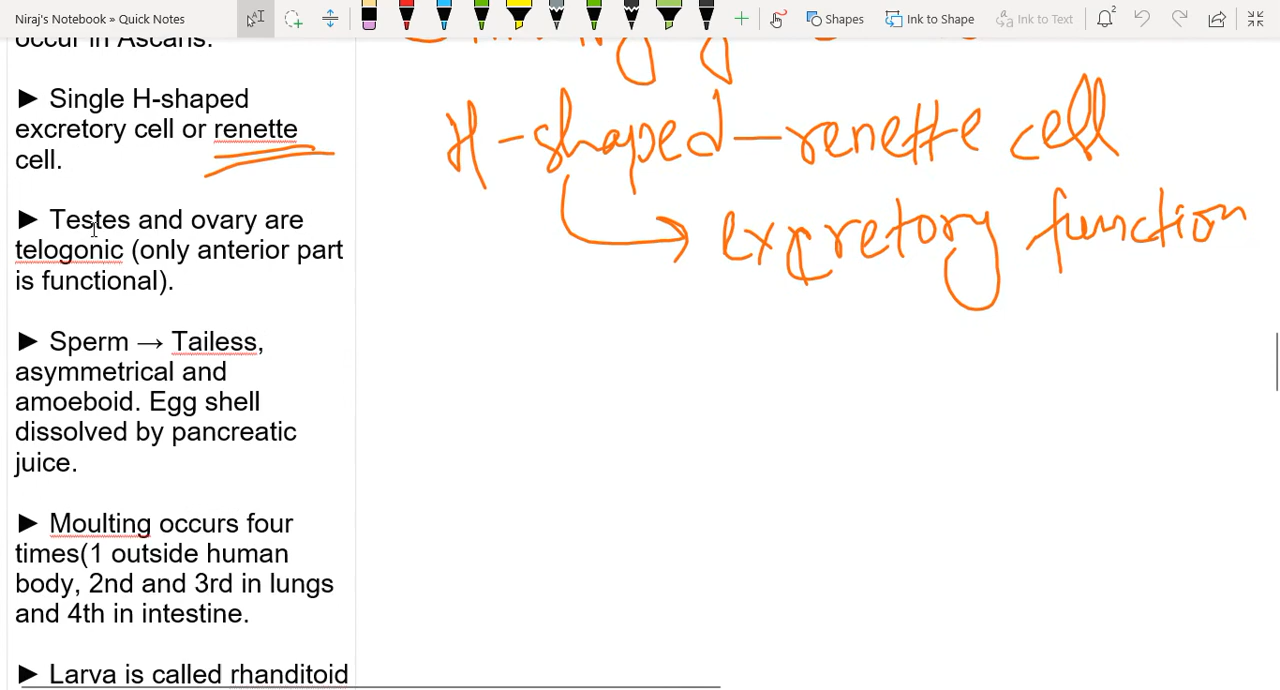 Niraj's Notebook » Quick Notes
Shapes
Ink to Shape
Ink to Text
2
occur in Ascaris.
► Single H-shaped
excretory cell or renette
cell.
► Testes and ovary are
telogonic (only anterior part
is functional).
► Sperm → Tailess,
asymmetrical and
amoeboid. Egg shell
dissolved by pancreatic
juice.
► Moulting occurs four
times(1 outside human
body, 2nd and 3rd in lungs
and 4th in intestine.
► Larva is called rhanditoid
H-shaped-renette cell
excretory function